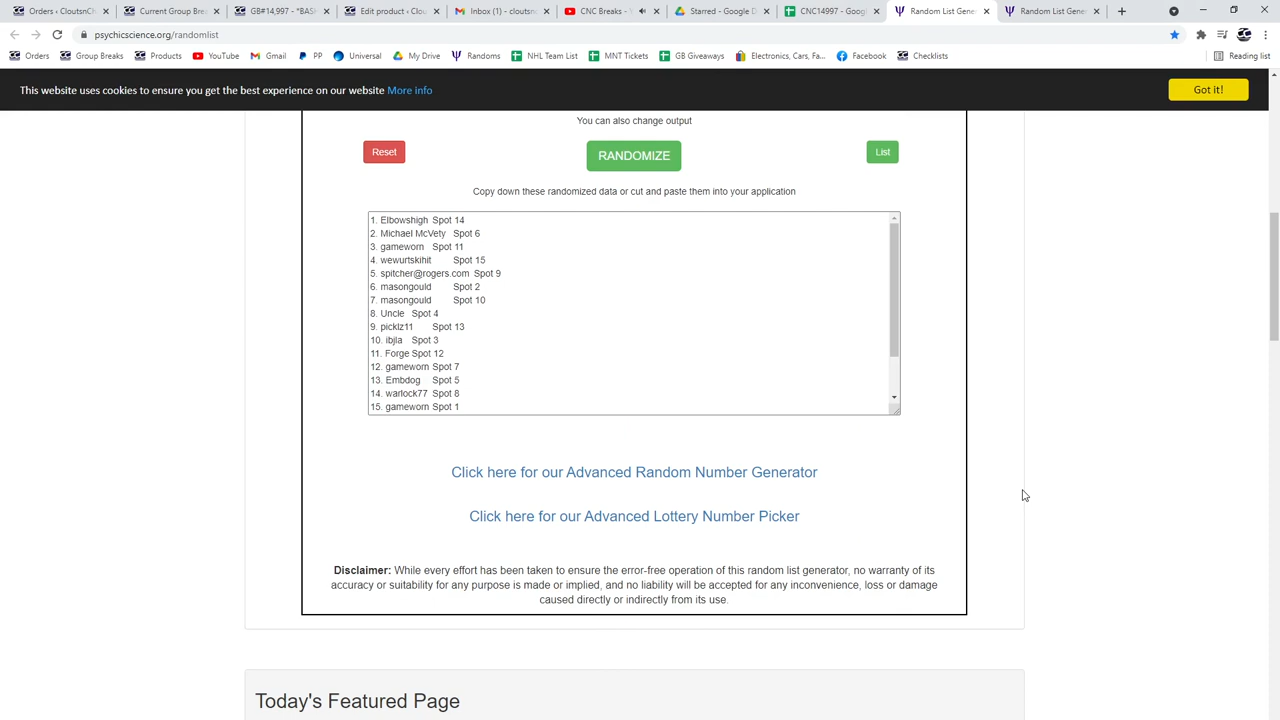 Orders ‹ CloutsnCh
Current Group Bre
GB#14,997 - "BASK
Edit product ‹ Clou
Inbox (1) - cloutsn
CNC Breaks - Y
Starred - Google D
CNC14997 - Googl
Random List Gene
Random List Gene
psychicscience.org/randomlist
Orders
Group Breaks
Products
YouTube
Gmail
PP
Universal
My Drive
Randoms
NHL Team List
MNT Tickets
GB Giveaways
Electronics, Cars, Fa...
Facebook
Checklists
Reading list
This website uses cookies to ensure you get the best experience on our website More info
Got it!
You can also change output
Reset
RANDOMIZE
List
Copy down these randomized data or cut and paste them into your application
1. Elbowshigh Spot 14
2. Michael McVety Spot 6
3. gameworn Spot 11
4. wewurtskihit Spot 15
5. spitcher@rogers.com Spot 9
6. masongould Spot 2
7. masongould Spot 10
8. Uncle Spot 4
9. picklz11 Spot 13
10. ibjla Spot 3
11. Forge Spot 12
12. gameworn Spot 7
13. Embdog Spot 5
14. warlock77 Spot 8
15. gameworn Spot 1
Click here for our Advanced Random Number Generator
Click here for our Advanced Lottery Number Picker
Disclaimer: While every effort has been taken to ensure the error-free operation of this random list generator, no warranty of its
accuracy or suitability for any purpose is made or implied, and no liability will be accepted for any inconvenience, loss or damage
caused directly or indirectly from its use.
Today's Featured Page